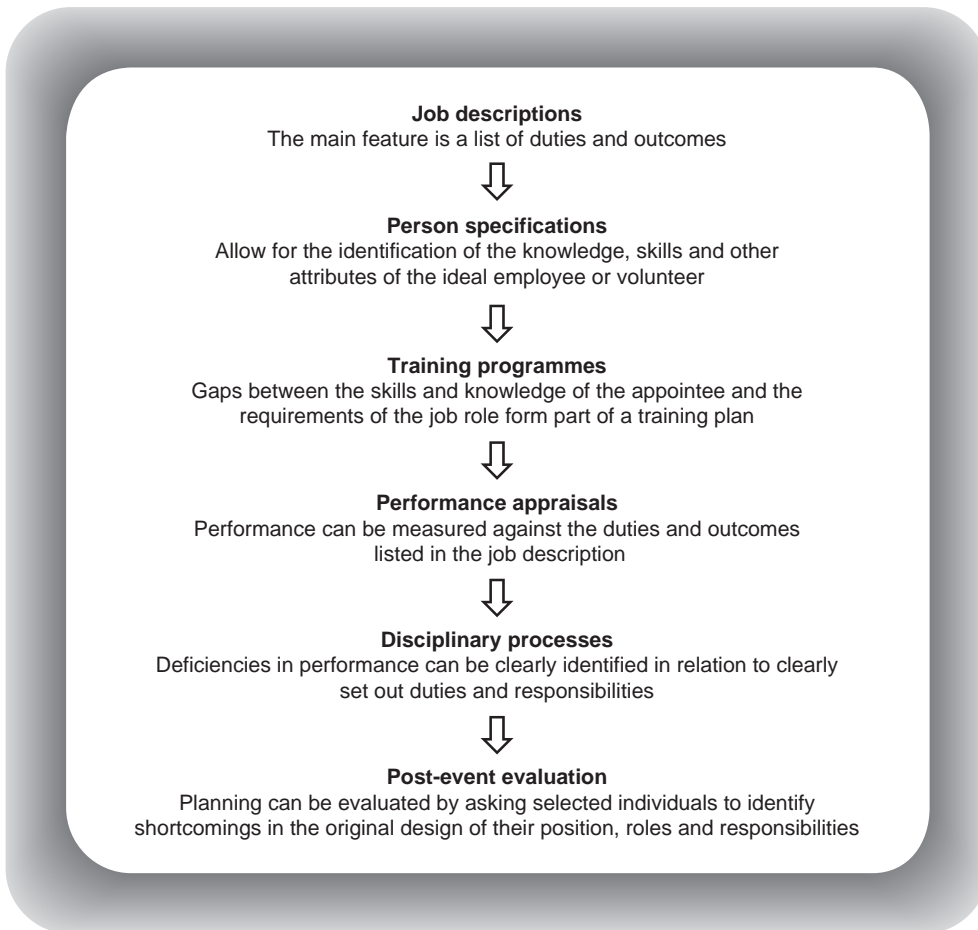 Job descriptions
The main feature is a list of duties and outcomes
Person specifications
Allow for the identification of the knowledge, skills and other
attributes of the ideal employee or volunteer
Training programmes
Gaps between the skills and knowledge of the appointee and the
requirements of the job role form part of a training plan
Performance appraisals
Performance can be measured against the duties and outcomes
listed in the job description
Disciplinary processes
Deficiencies in performance can be clearly identified in relation to clearly
set out duties and responsibilities
Post-event evaluation
Planning can be evaluated by asking selected individuals to identify
shortcomings in the original design of their position, roles and responsibilities